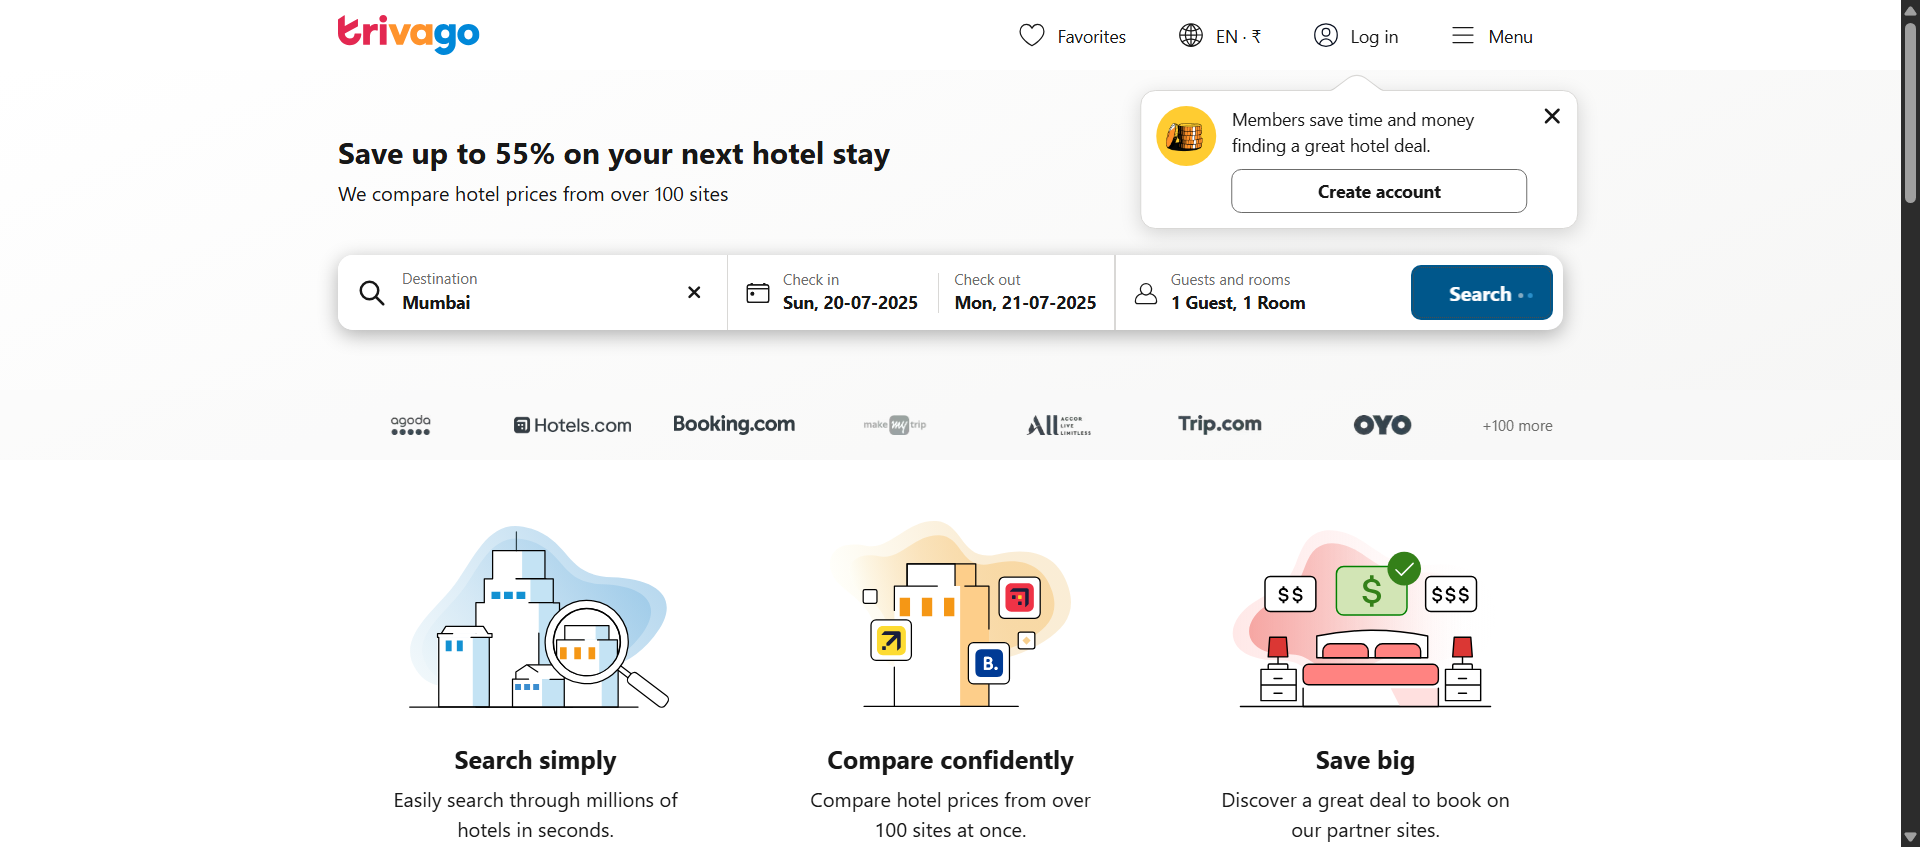 trivago
Favorites
EN · ₹
Log in
Menu
Members save time and money
finding a great hotel deal.
Create account
Save up to 55% on your next hotel stay
We compare hotel prices from over 100 sites
Destination
Mumbai
Check in
Sun, 20-07-2025
Check out
Mon, 21-07-2025
Guests and rooms
1 Guest, 1 Room
Search
agoda
Hotels.com
Booking.com
make my trip
ALL ACCOR
LIVE
LIMITLESS
Trip.com
OYO
+100 more
B.
$$
$
$$$
Search simply
Easily search through millions of
hotels in seconds.
Compare confidently
Compare hotel prices from over
100 sites at once.
Save big
Discover a great deal to book on
our partner sites.